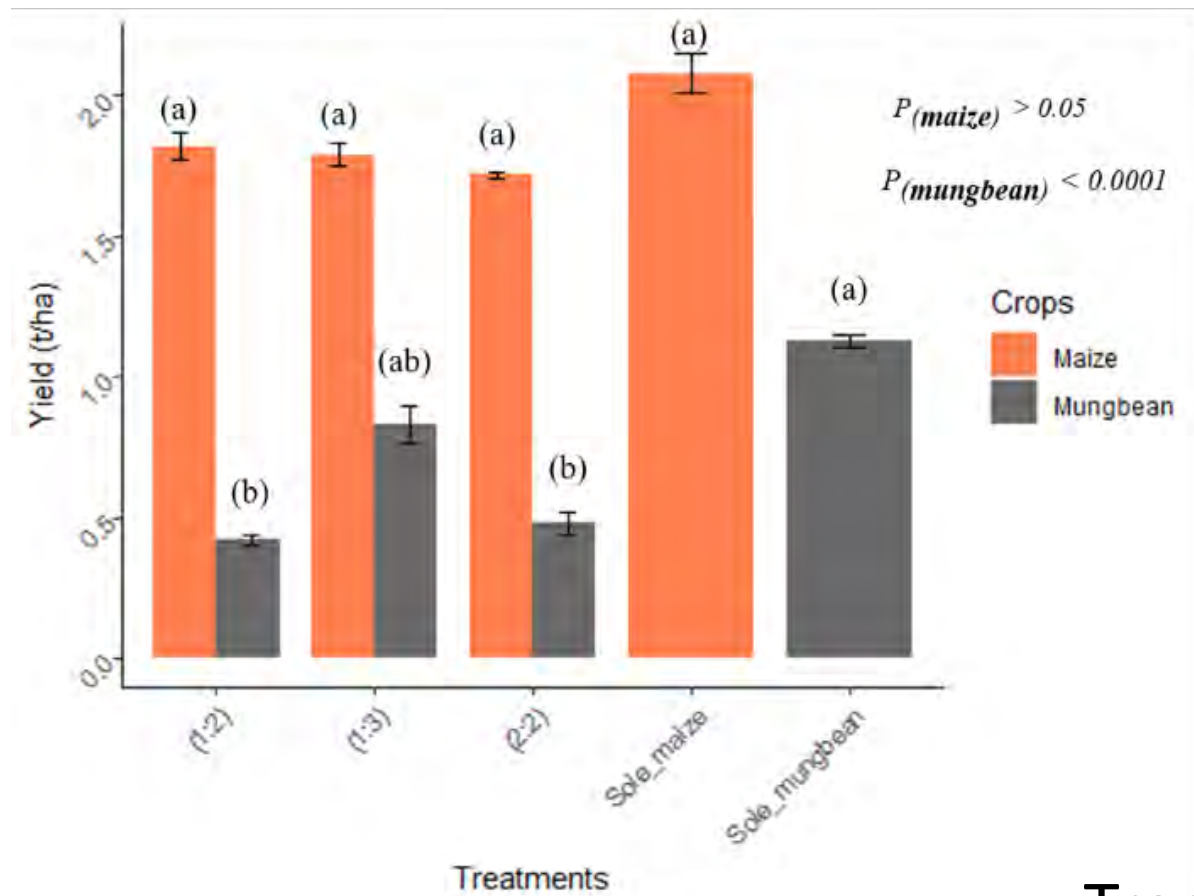 (a)
(a)
(a)
(a)
P(maize) > 0.05
P(mungbean) < 0.0001
(a)
(ab)
(b)
(b)
Yield (t/ha)
2.0
1.5
1.0
0.5
0.0
Crops
Maize
Mungbean
(1:2)
(1:3)
(2:2)
Sole_maize
Sole_mungbean
Treatments